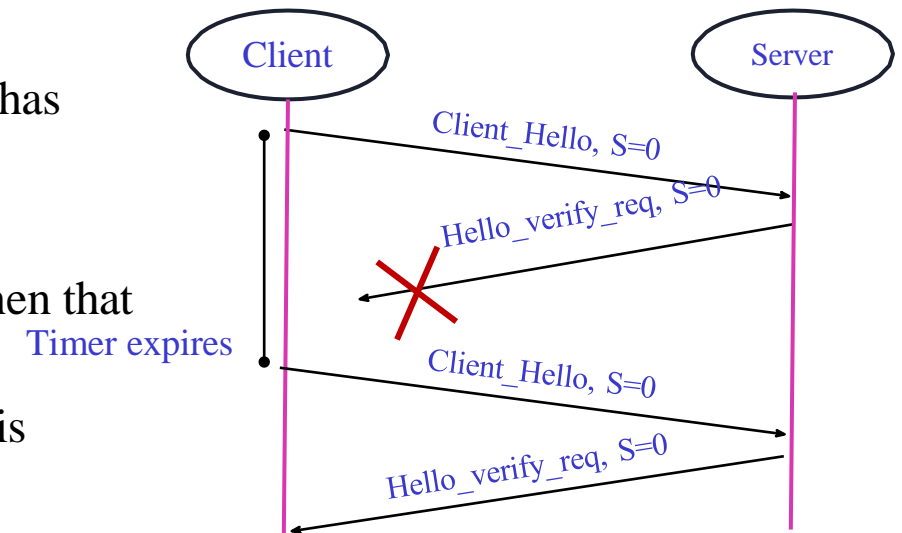 Client
Server
has
Client_Hello, S=0
Hello_verify_req, S=0
hen that
Timer expires
Client_Hello, S=0
is
Hello_verify_req, S=0